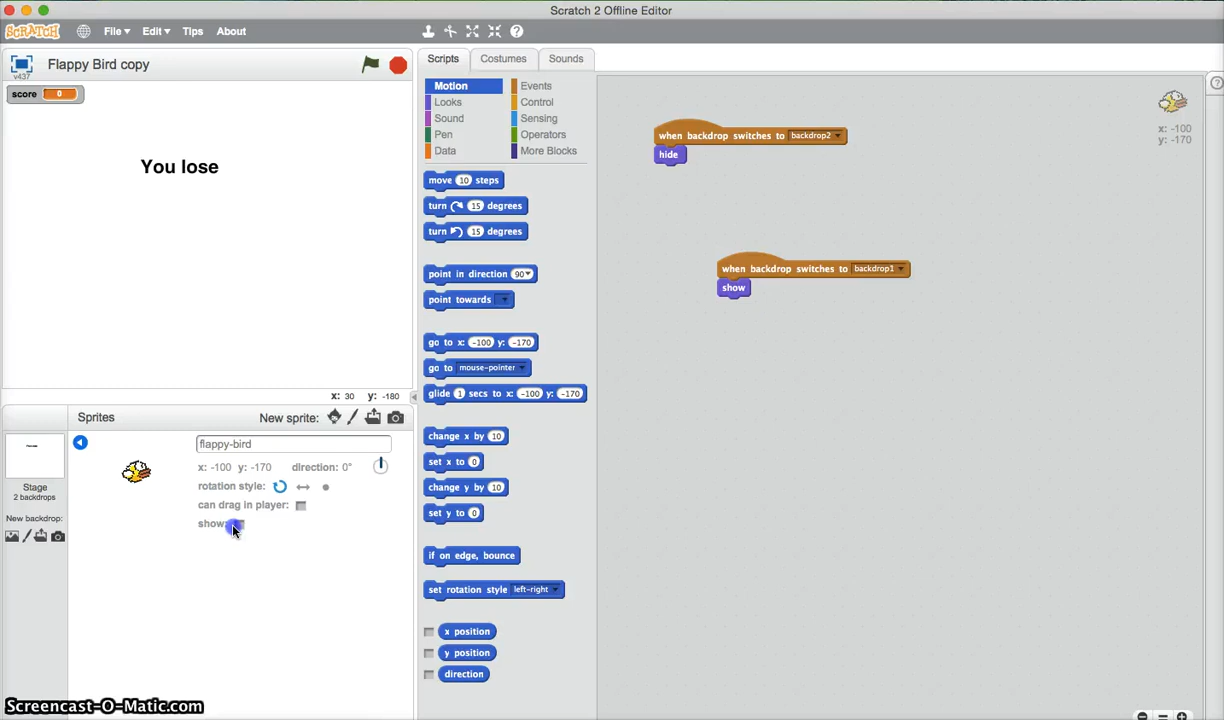 Scratch 2 Offline Editor
SCRATCH
File▾ Edit▾ Tips About
v437
Flappy Bird copy
score 0
You lose
x: 30 y: -180
Sprites
New sprite:
Stage
2 backdrops
New backdrop:
flappy-bird
x: -100 y: -170 direction: 0°
rotation style:
can drag in player:
show:
Scripts
Costumes
Sounds
Motion
Looks
Sound
Pen
Data
Events
Control
Sensing
Operators
More Blocks
move 10 steps
turn 15 degrees
turn 15 degrees
point in direction 90▾
point towards
go to x: -100 y: -170
go to mouse-pointer
glide 1 secs to x: -100 y: -170
change x by 10
set x to 0
change y by 10
set y to 0
if on edge, bounce
set rotation style left-right
x position
y position
direction
when backdrop switches to backdrop2
hide
when backdrop switches to backdrop1
show
x: -100
y: -170
Screencast-O-Matic.com